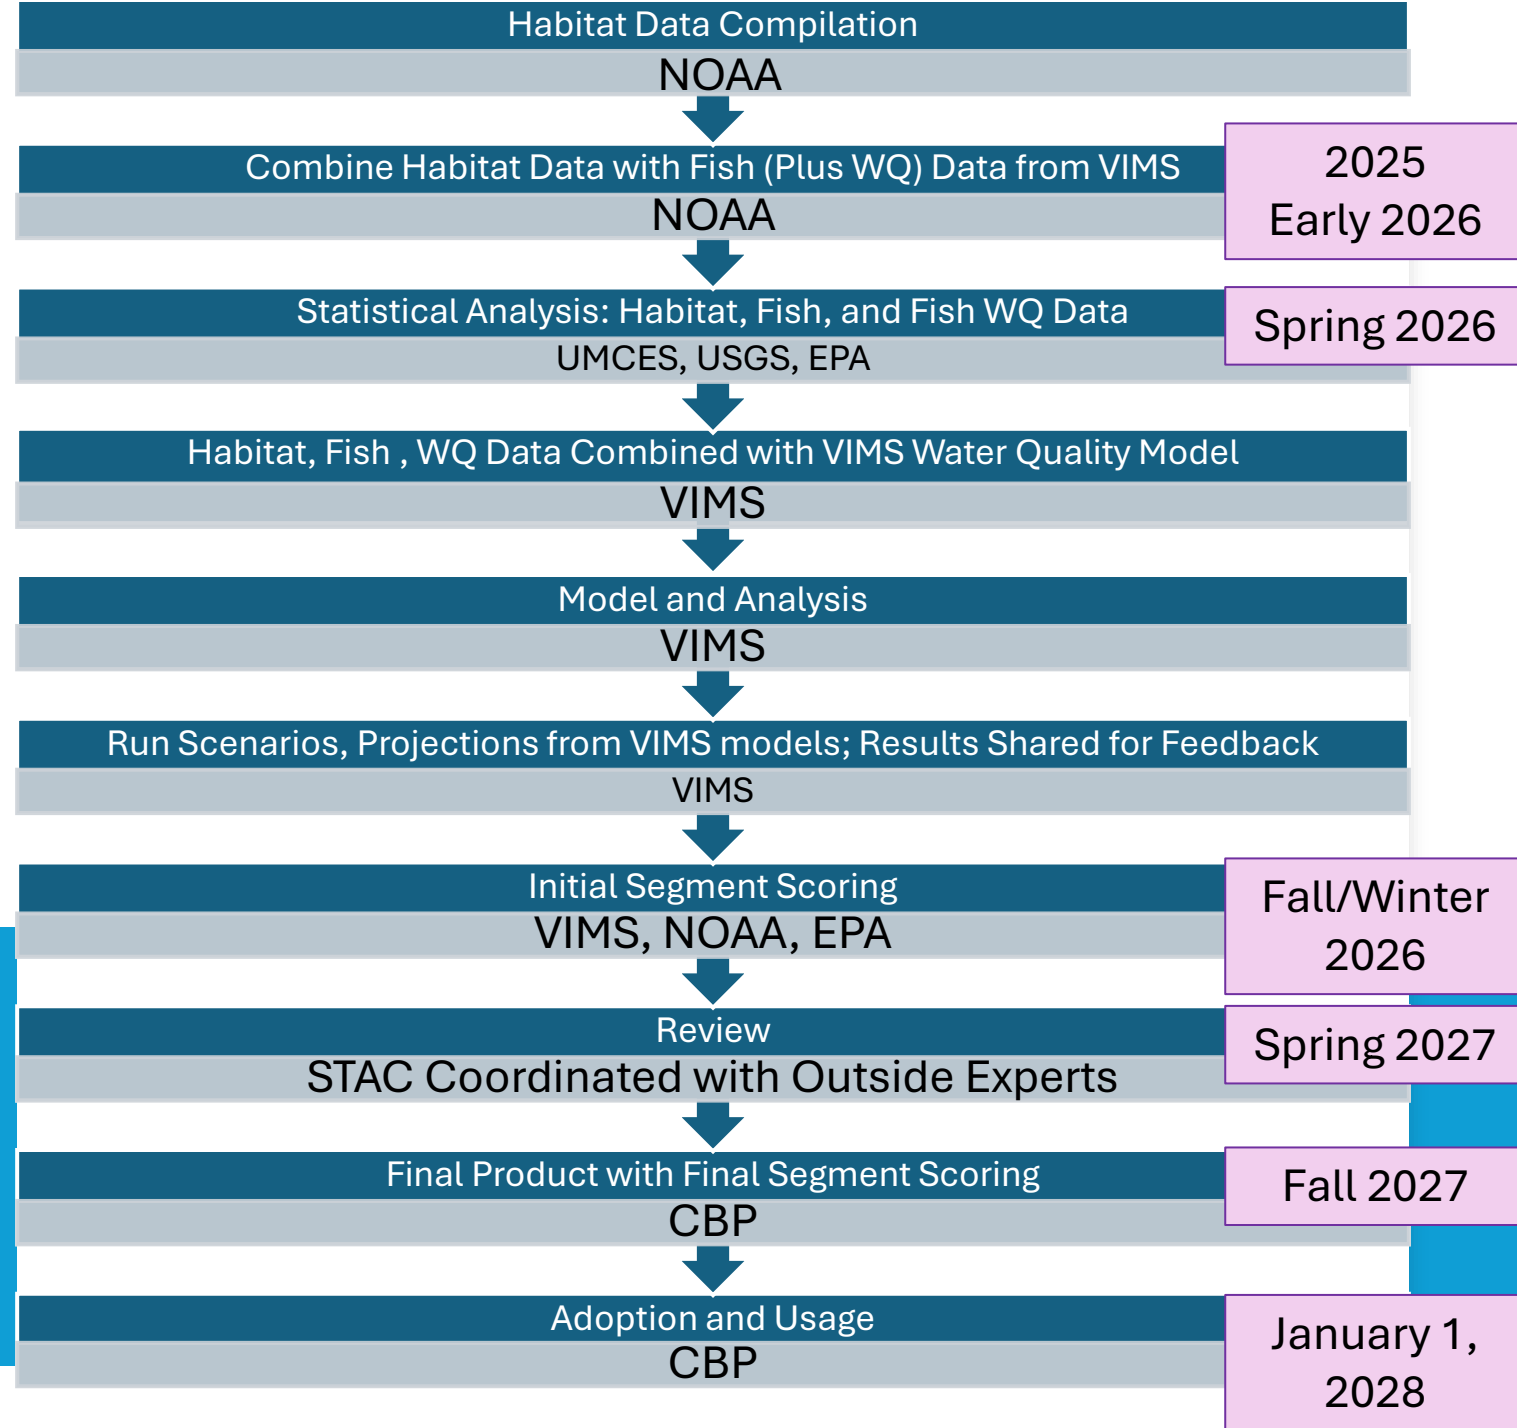 Habitat Data Compilation
NOAA
Combine Habitat Data with Fish (Plus WQ) Data from VIMS
NOAA
2025
Early 2026
Statistical Analysis: Habitat, Fish, and Fish WQ Data
UMCES, USGS, EPA
Spring 2026
Habitat, Fish , WQ Data Combined with VIMS Water Quality Model
VIMS
Model and Analysis
VIMS
Run Scenarios, Projections from VIMS models; Results Shared for Feedback
VIMS
Initial Segment Scoring
VIMS, NOAA, EPA
Fall/Winter
2026
Review
STAC Coordinated with Outside Experts
Spring 2027
Final Product with Final Segment Scoring
CBP
Fall 2027
Adoption and Usage
CBP
January 1,
2028